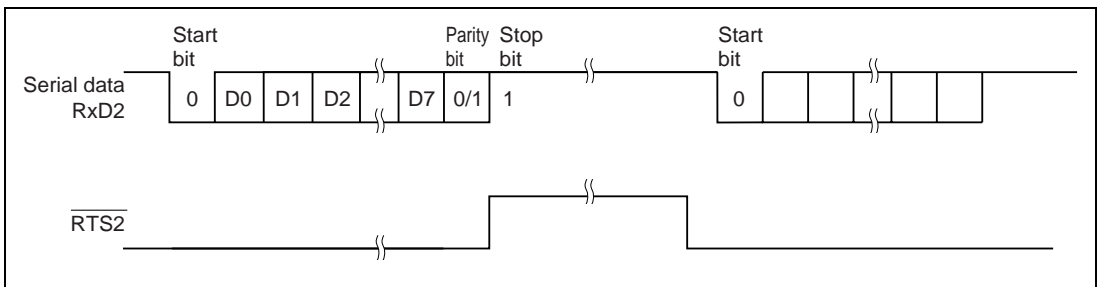 Start bit
Parity bit
Stop bit
Start bit
Serial data RxD2
0 D0 D1 D2 D7 0/1 1 0
RTS2